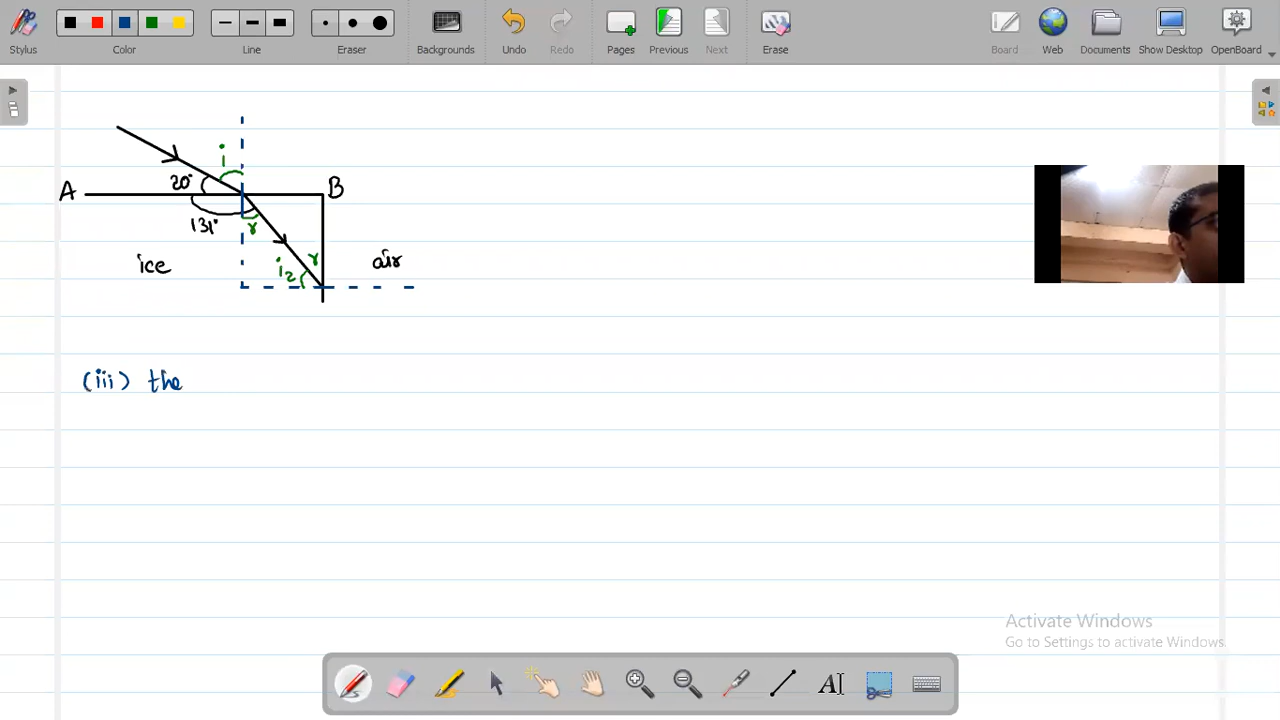 Stylus
Color
Line
Eraser
Backgrounds
Undo
Redo
Pages
Previous
Next
Erase
Board
Web
Documents
Show Desktop
OpenBoard
i
20°
A
B
131°
r
ice
i2
r
air
(iii) the
Activate Windows
Go to Settings to activate Windows.
AI